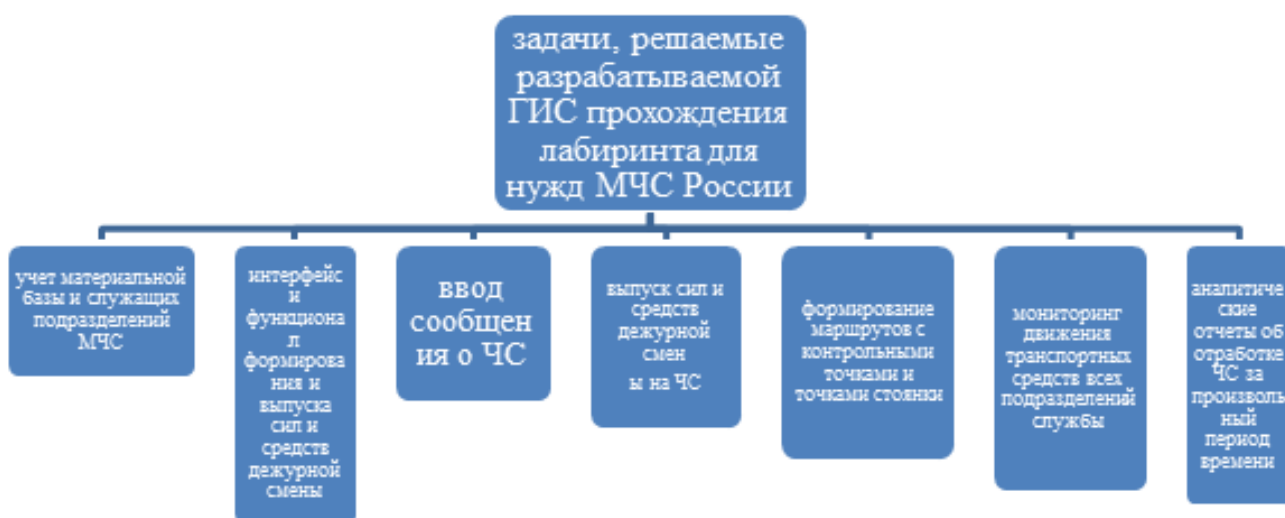 задачи, решаемые
разрабатываемой
ГИС прохождения
лабиринта для
нужд МЧС России
учет материальной
базы и служащих
подразделений
МЧС
интерфейс
и
функциона
л
формирова
ния и
выпуска
сил и
средств
дежурной
смены
ввод
сообщен
ия о ЧС
выпуск сил и
средств
дежурной
смен
ы на ЧС
формирование
маршрутов с
контрольными
точками и
точками стоянки
мониторинг
движения
транспортных
средств всех
подразделений
службы
аналитиче
ские
отчеты об
отработке
ЧС за
произволь
ный
период
времени